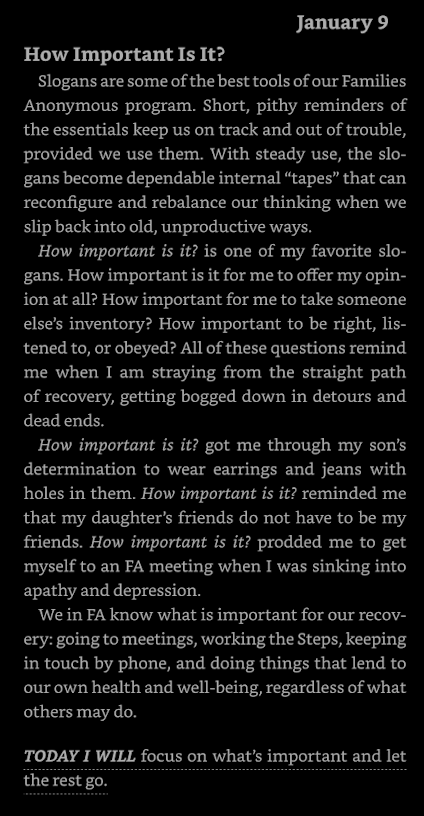 January 9
How Important Is It?
Slogans are some of the best tools of our Families
Anonymous program. Short, pithy reminders of
the essentials keep us on track and out of trouble,
provided we use them. With steady use, the slo-
gans become dependable internal “tapes” that can
reconfigure and rebalance our thinking when we
slip back into old, unproductive ways.
How important is it? is one of my favorite slo-
gans. How important is it for me to offer my opin-
ion at all? How important for me to take someone
else’s inventory? How important to be right, lis-
tened to, or obeyed? All of these questions remind
me when I am straying from the straight path
of recovery, getting bogged down in detours and
dead ends.
How important is it? got me through my son’s
determination to wear earrings and jeans with
holes in them. How important is it? reminded me
that my daughter’s friends do not have to be my
friends. How important is it? prodded me to get
myself to an FA meeting when I was sinking into
apathy and depression.
We in FA know what is important for our recov-
ery: going to meetings, working the Steps, keeping
in touch by phone, and doing things that lend to
our own health and well-being, regardless of what
others may do.
TODAY I WILL focus on what’s important and let
the rest go.